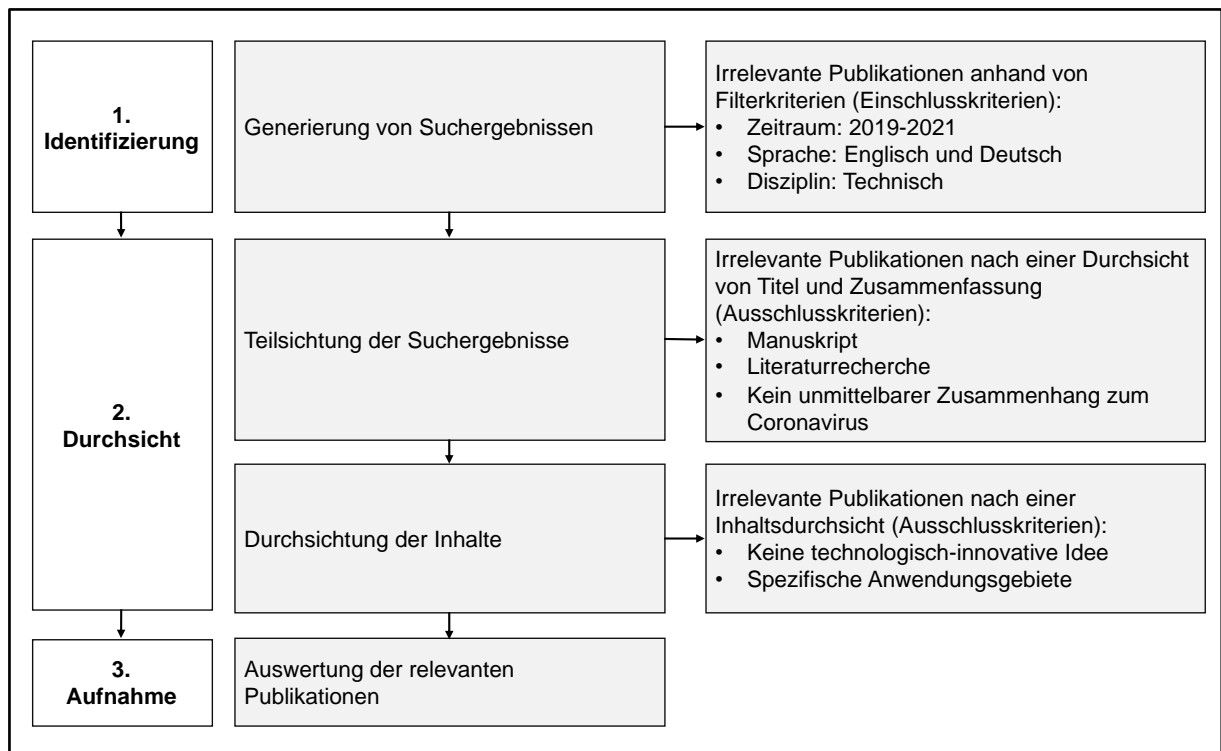 1.
Identifizierung
Generierung von Suchergebnissen
Irrelevante Publikationen anhand von
Filterkriterien (Einschlusskriterien):
• Zeitraum: 2019-2021
• Sprache: Englisch und Deutsch
• Disziplin: Technisch
2.
Durchsicht
Teilsichtung der Suchergebnisse
Irrelevante Publikationen nach einer Durchsicht
von Titel und Zusammenfassung
(Ausschlusskriterien):
• Manuskript
• Literaturrecherche
• Kein unmittelbarer Zusammenhang zum
Coronavirus
Durchsichtung der Inhalte
Irrelevante Publikationen nach einer
Inhaltsdurchsicht (Ausschlusskriterien):
• Keine technologisch-innovative Idee
• Spezifische Anwendungsgebiete
3.
Aufnahme
Auswertung der relevanten
Publikationen